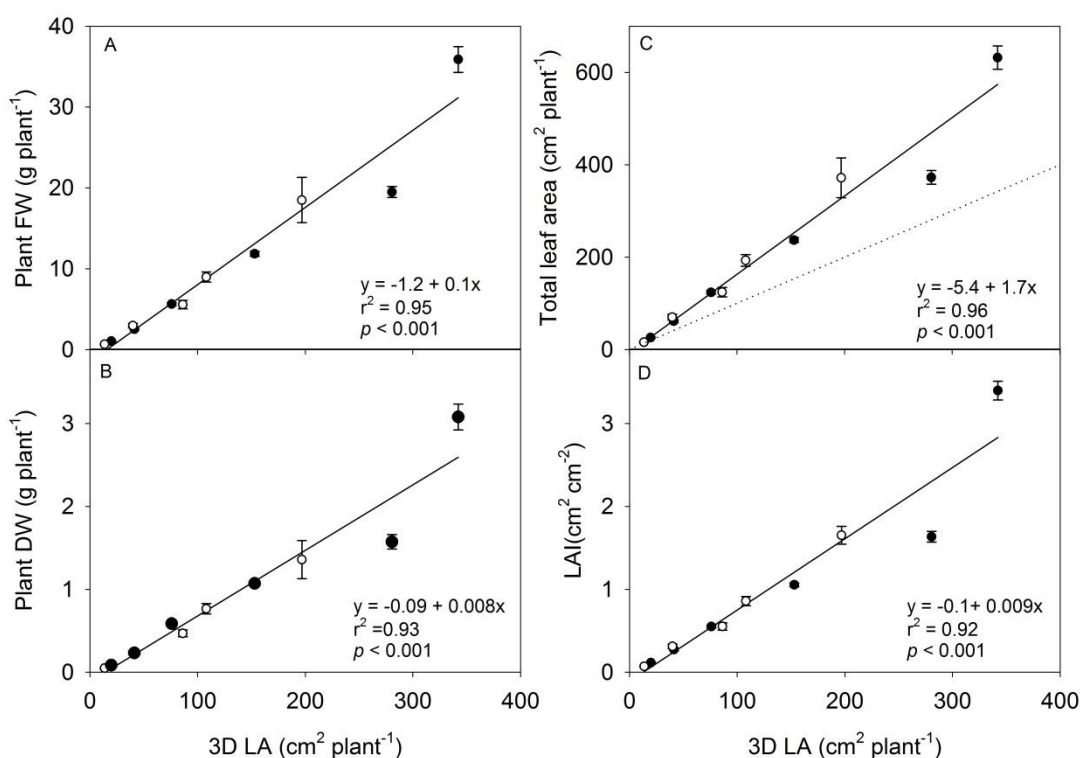 A
Plant FW (g plant⁻¹)
40
30
20
10
0
y = -1.2 + 0.1x
r² = 0.95
p < 0.001
C
Total leaf area (cm² plant⁻¹)
600
400
200
0
y = -5.4 + 1.7x
r² = 0.96
p < 0.001
B
Plant DW (g plant⁻¹)
3
2
1
0
y = -0.09 + 0.008x
r² =0.93
p < 0.001
0 100 200 300 400
3D LA (cm² plant⁻¹)
D
LAI(cm² cm⁻²)
3
2
1
0
y = -0.1+ 0.009x
r² = 0.92
p < 0.001
0 100 200 300 400
3D LA (cm² plant⁻¹)